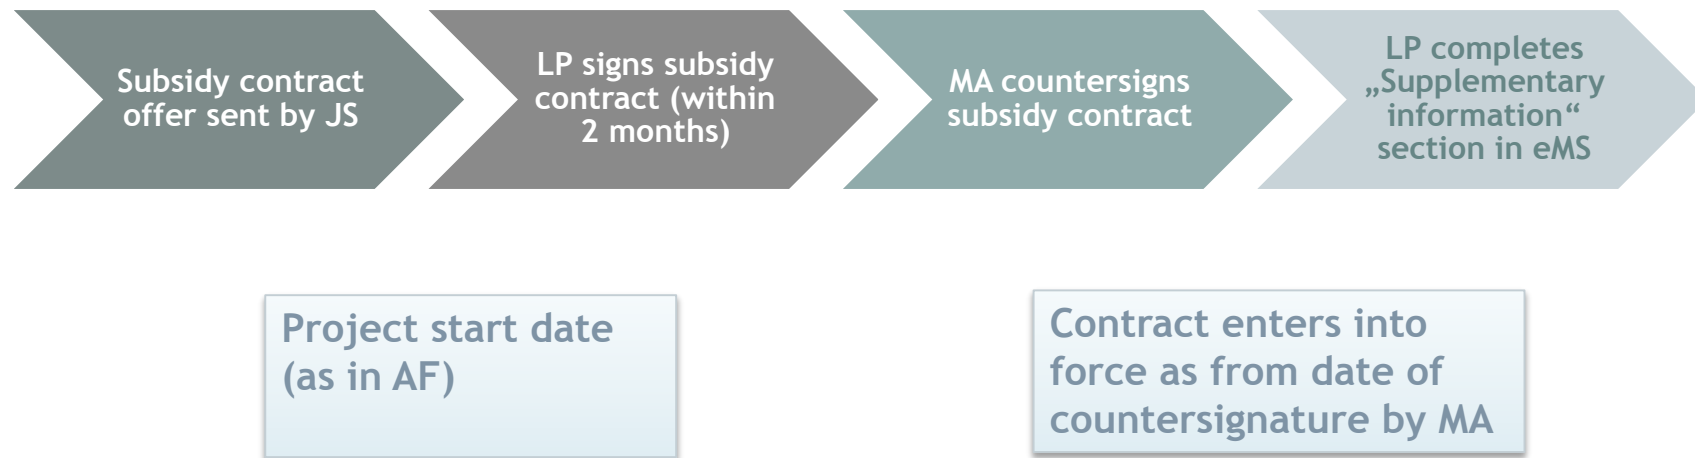 Subsidy contract
offer sent by JS
LP signs subsidy
contract (within
2 months)
MA countersigns
subsidy contract
LP completes
„Supplementary
information“
section in eMS
Project start date
(as in AF)
Contract enters into
force as from date of
countersignature by MA